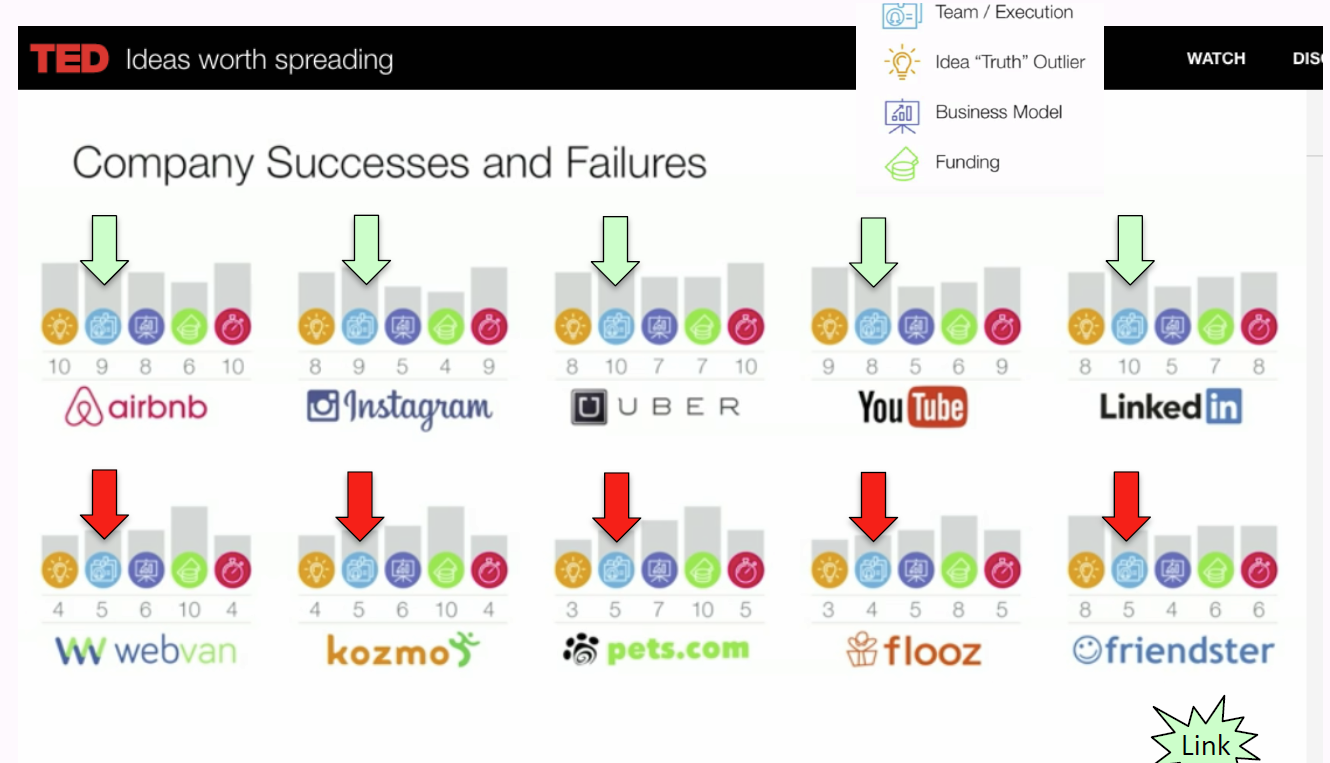 Team / Execution
TED Ideas worth spreading
Idea “Truth” Outlier
WATCH
DISC
Business Model
Company Successes and Failures
Funding
10 9 8 6 10
8 9 5 4 9
8 10 7 7 10
9 8 5 6 9
8 10 5 7 8
airbnb
Instagram
UBER
YouTube
Linked in
4 5 6 10 4
4 5 6 10 4
3 5 7 10 5
3 4 5 8 5
8 5 4 6 6
webvan
kozmo
pets.com
flooz
friendster
Link